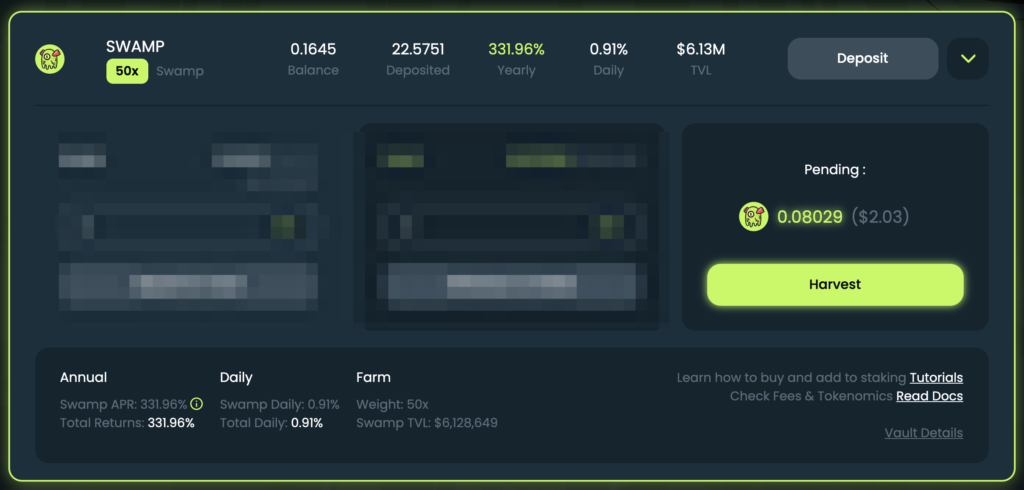 SWAMP
50x Swamp
0.1645
Balance
22.5751
Deposited
331.96%
Yearly
0.91%
Daily
$6.13M
TVL
Deposit
Pending :
0.08029 ($2.03)
Harvest
Annual
Swamp APR: 331.96%
Total Returns: 331.96%
Daily
Swamp Daily: 0.91%
Total Daily: 0.91%
Farm
Weight: 50x
Swamp TVL: $6,128,649
Learn how to buy and add to staking Tutorials
Check Fees & Tokenomics Read Docs
Vault Details